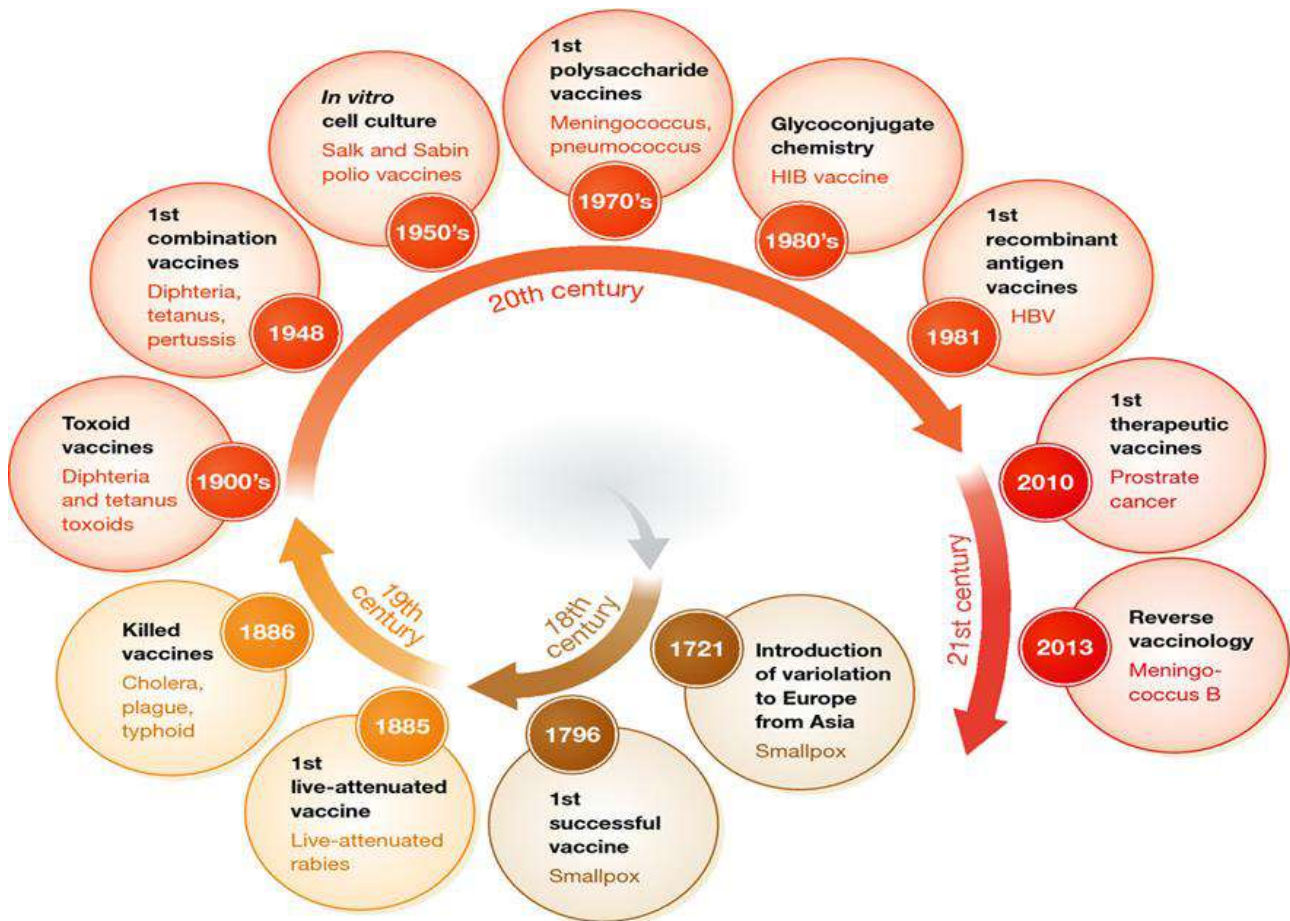 1721
Introduction
of variolation
to Europe
from Asia
Smallpox
1796
1st
successful
vaccine
Smallpox
18th
century
1885
1st
live-attenuated
vaccine
Live-attenuated
rabies
1886
Killed
vaccines
Cholera,
plague,
typhoid
19th
century
Toxoid
vaccines
Diphteria
and tetanus
toxoids
1900's
1st
combination
vaccines
Diphteria,
tetanus,
pertussis
1948
In vitro
cell culture
Salk and Sabin
polio vaccines
1950's
1st
polysaccharide
vaccines
Meningococcus,
pneumococcus
1970's
Glycoconjugate
chemistry
HIB vaccine
1980's
1st
recombinant
antigen
vaccines
HBV
1981
20th century
1st
therapeutic
vaccines
Prostrate
cancer
2010
Reverse
vaccinology
Meningo-
coccus B
2013
21st century